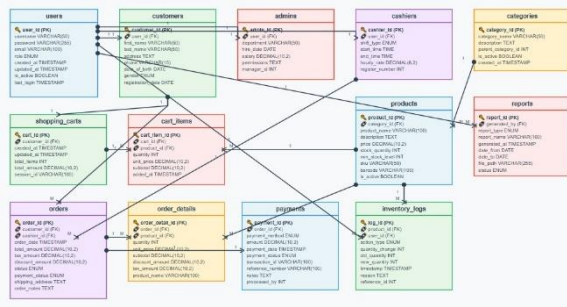 users
user_id (PK)
username VARCHAR(50)
password VARCHAR(255)
email VARCHAR(100)
role ENUM
created_at TIMESTAMP
updated_at TIMESTAMP
is_active BOOLEAN
last_login TIMESTAMP
customers
customer_id (PK)
user_id (FK)
first_name VARCHAR(50)
last_name VARCHAR(50)
address TEXT
date_of_birth DATE
gender ENUM
registration_date DATE
admins
admin_id (PK)
user_id (FK)
department VARCHAR(50)
hire_date DATE
salary DECIMAL(10,2)
permissions TEXT
manager_id INT
cashiers
cashier_id (PK)
user_id (FK)
shift_type ENUM
start_time TIME
end_time TIME
hourly_rate DECIMAL(8,2)
register_number INT
categories
category_id (PK)
category_name VARCHAR(50)
description TEXT
parent_category_id INT
is_active BOOLEAN
created_at TIMESTAMP
shopping_carts
cart_id (PK)
customer_id (FK)
created_at TIMESTAMP
updated_at TIMESTAMP
total_items INT
total_amount DECIMAL(10,2)
session_id VARCHAR(100)
cart_items
cart_item_id (PK)
cart_id (FK)
product_id (FK)
quantity INT
unit_price DECIMAL(10,2)
subtotal DECIMAL(10,2)
added_at TIMESTAMP
products
product_id (PK)
category_id (FK)
product_name VARCHAR(100)
description TEXT
price DECIMAL(10,2)
stock_quantity INT
min_stock_level INT
sku VARCHAR(50)
barcode VARCHAR(100)
is_active BOOLEAN
reports
report_id (PK)
generated_by (FK)
report_type ENUM
report_name VARCHAR(100)
generated_at TIMESTAMP
date_from DATE
date_to DATE
file_path VARCHAR(255)
status ENUM
orders
order_id (PK)
customer_id (FK)
cashier_id (FK)
order_date TIMESTAMP
total_amount DECIMAL(10,2)
tax_amount DECIMAL(10,2)
discount_amount DECIMAL(10,2)
status ENUM
payment_status ENUM
shipping_address TEXT
order_notes TEXT
order_details
order_detail_id (PK)
order_id (FK)
product_id (FK)
quantity INT
unit_price DECIMAL(10,2)
subtotal DECIMAL(10,2)
discount_amount DECIMAL(10,2)
tax_amount DECIMAL(10,2)
product_name VARCHAR(100)
payments
payment_id (PK)
order_id (FK)
payment_method ENUM
amount DECIMAL(10,2)
payment_date TIMESTAMP
payment_status ENUM
transaction_id VARCHAR(100)
reference_number VARCHAR(100)
notes TEXT
processed_by INT
inventory_logs
log_id (PK)
product_id (FK)
user_id (FK)
action_type ENUM
quantity_change INT
old_quantity INT
new_quantity INT
timestamp TIMESTAMP
reason TEXT
reference_id INT